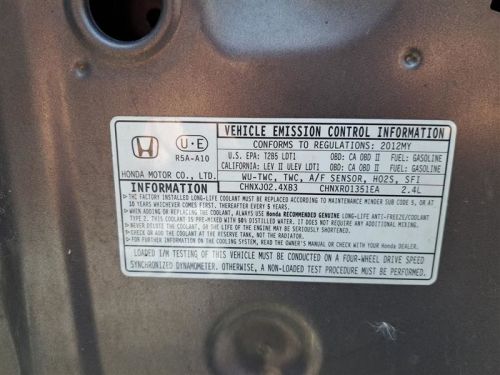 U · E
R5A-A10
HONDA MOTOR CO., LTD.
VEHICLE EMISSION CONTROL INFORMATION
CONFORMS TO REGULATIONS: 2012MY
U.S. EPA: T2B5 LDT1 OBD: CA OBD II FUEL: GASOLINE
CALIFORNIA: LEV II ULEV LDT1 OBD: CA OBD II FUEL: GASOLINE
WU-TWC, TWC, A/F SENSOR, HO2S, SFI
CHNXJ02.4XB3 CHNXR0135IEA 2.4L
INFORMATION
THE FACTORY INSTALLED LONG-LIFE COOLANT MUST BE REPLACED ACCORDING TO MAINTENANCE MINDER SUB CODE 5, OR AT
10 YEARS WHICHEVER COMES FIRST. THEREAFTER, REPLACE EVERY 5 YEARS.
WHEN ADDING OR REPLACING THE COOLANT, ALWAYS USE Honda RECOMMENDED GENUINE LONG-LIFE ANTI-FREEZE/COOLANT
TYPE 2. THIS COOLANT IS PRE-MIXED WITH 50% DISTILLED WATER. IT DOES NOT REQUIRE ANY ADDITIONAL MIXING.
NEVER DILUTE THE COOLANT, OR THE LIFE OF THE ENGINE MAY BE SERIOUSLY SHORTENED.
CHECK OR ADD THE COOLANT AT THE RESERVE TANK, NOT THE RADIATOR.
FOR FURTHER INFORMATION ON THE COOLING SYSTEM, READ THE OWNER'S MANUAL OR CHECK WITH YOUR Honda DEALER.
LOADED I/M TESTING OF THIS VEHICLE MUST BE CONDUCTED ON A FOUR-WHEEL DRIVE SPEED
SYNCHRONIZED DYNAMOMETER. OTHERWISE, A NON-LOADED TEST PROCEDURE MUST BE PERFORMED.